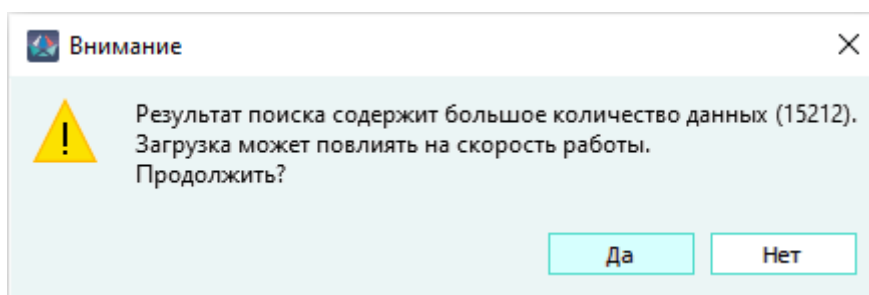 Внимание
Результат поиска содержит большое количество данных (15212).
Загрузка может повлиять на скорость работы.
Продолжить?
Да
Нет